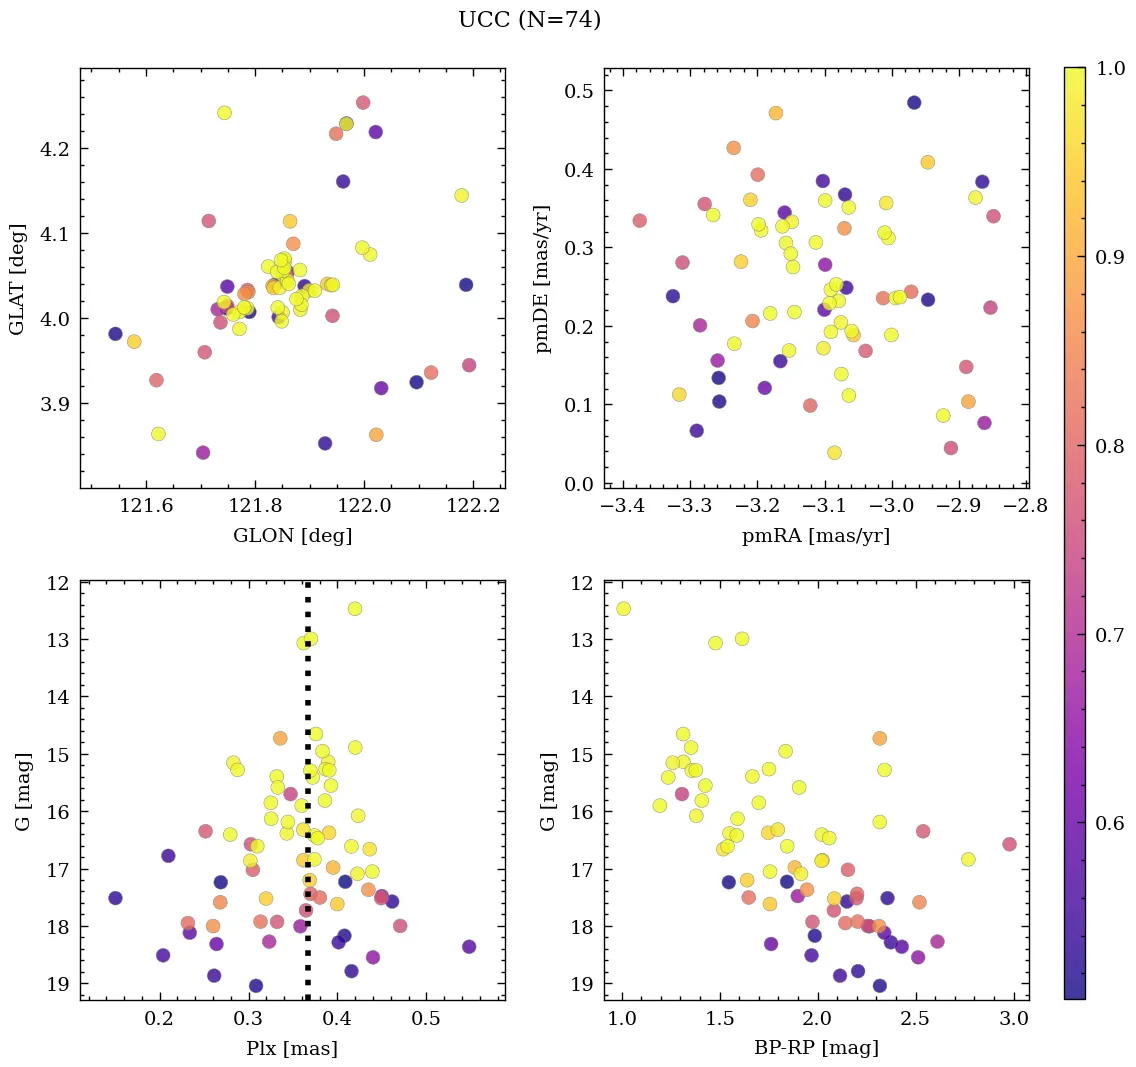 UCC (N=74)
4.2
4.1
4.0
3.9
GLAT [deg]
121.6 121.8 122.0 122.2
GLON [deg]
0.5
0.4
0.3
0.2
0.1
0.0
pmDE [mas/yr]
−3.4 −3.3 −3.2 −3.1 −3.0 −2.9 −2.8
pmRA [mas/yr]
12
13
14
15
16
17
18
19
G [mag]
0.2 0.3 0.4 0.5
Plx [mas]
12
13
14
15
16
17
18
19
G [mag]
1.0 1.5 2.0 2.5 3.0
BP-RP [mag]
1.0
0.9
0.8
0.7
0.6